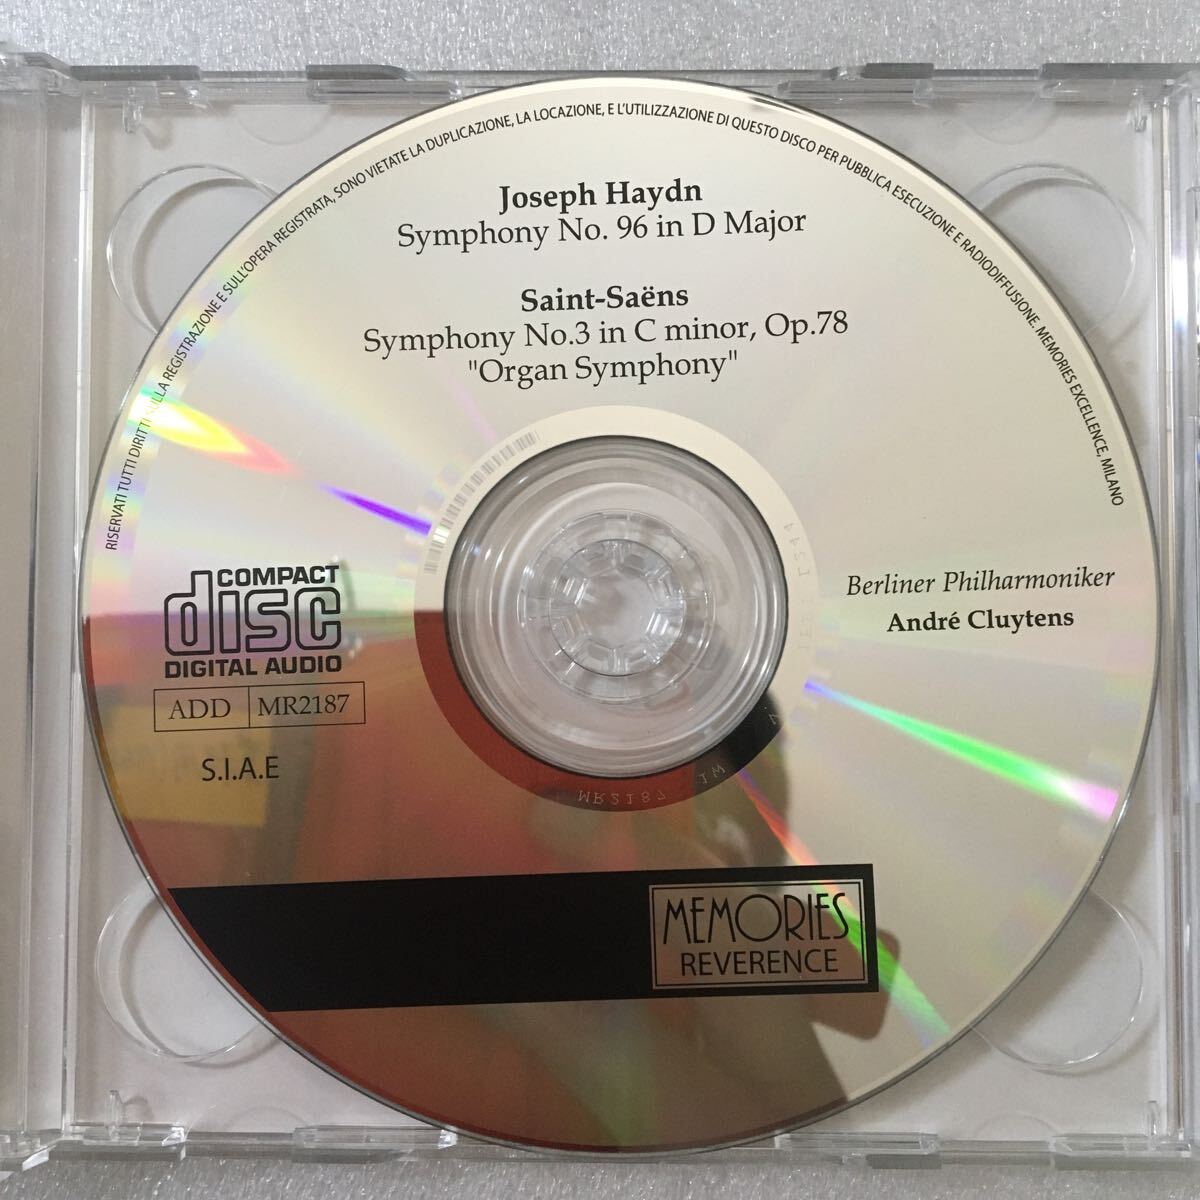 RISERVATI TUTTI DIRITTI SULLA REGISTRAZIONE E SULL'OPERA REGISTRATA, SONO VIETATE LA DUPLICAZIONE, LA LOCAZIONE, E L'UTILIZZAZIONE DI QUESTO DISCO PER PUBBLICA ESECUZIONE E RADIODIFFUSIONE. MEMORIES EXCELLENCE, MILANO
Joseph Haydn
Symphony No. 96 in D Major
Saint-Saëns
Symphony No.3 in C minor, Op.78
"Organ Symphony"
Berliner Philharmoniker
André Cluytens
COMPACT
disc
DIGITAL AUDIO
ADD MR2187
S.I.A.E
MR2187
MEMORIES
REVERENCE